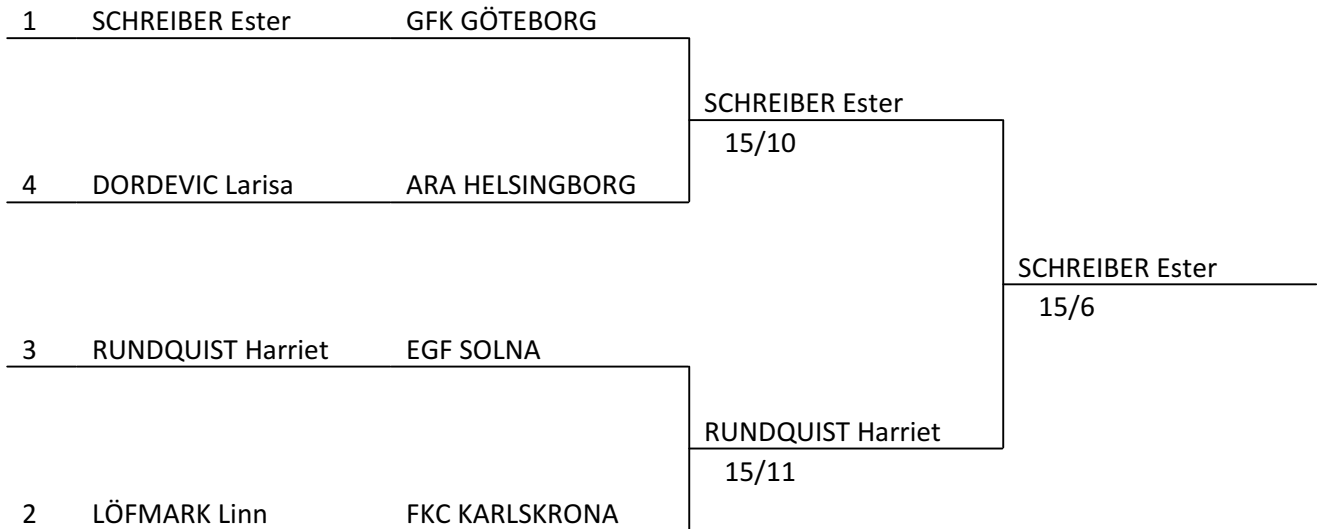 1 SCHREIBER Ester GFK GÖTEBORG
SCHREIBER Ester
15/10
4 DORDEVIC Larisa ARA HELSINGBORG
SCHREIBER Ester
15/6
3 RUNDQUIST Harriet EGF SOLNA
RUNDQUIST Harriet
15/11
2 LÖFMARK Linn FKC KARLSKRONA